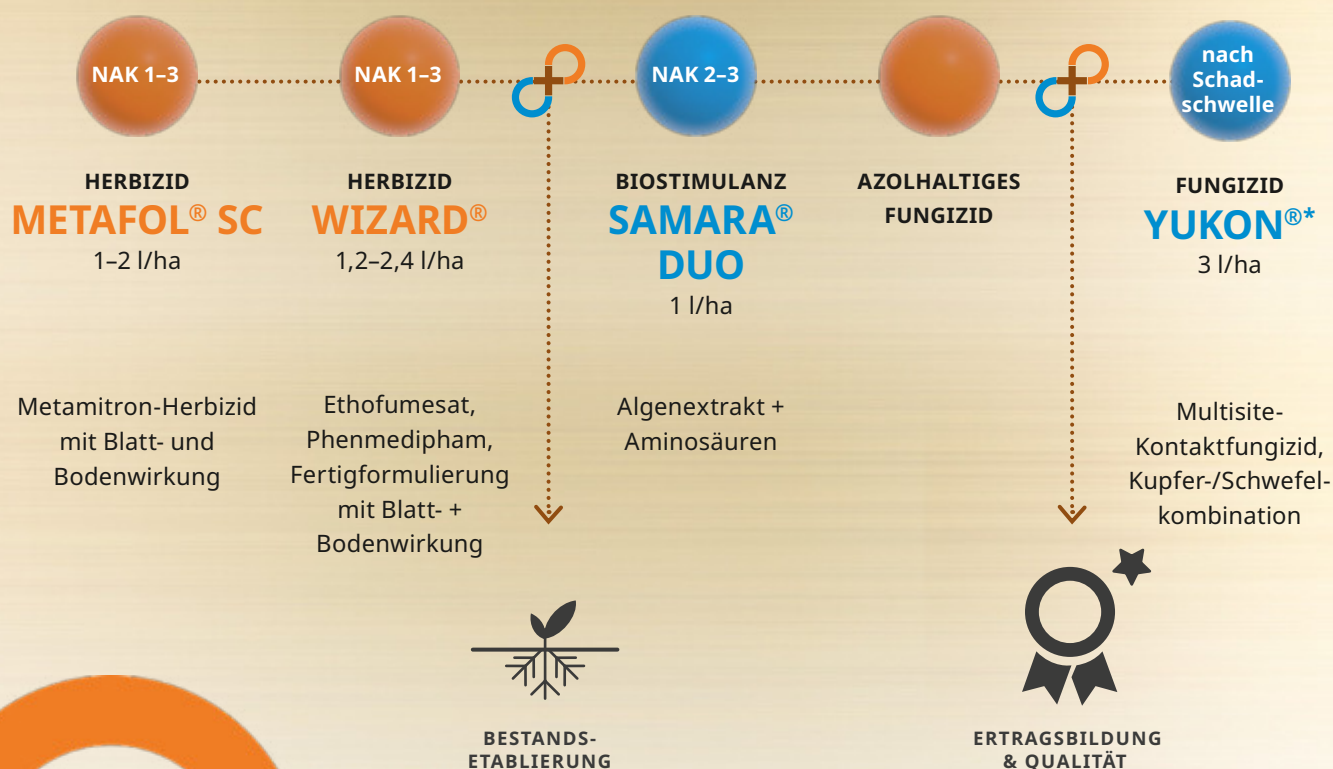 NAK 1–3
HERBIZID
METAFOL® SC
1–2 l/ha
Metamitron-Herbizid
mit Blatt- und
Bodenwirkung
NAK 1–3
HERBIZID
WIZARD®
1,2–2,4 l/ha
Ethofumesat,
Phenmedipham,
Fertigformulierung
mit Blatt- +
Bodenwirkung
BESTANDS-
ETABLIERUNG
NAK 2–3
BIOSTIMULANZ
SAMARA®
DUO
1 l/ha
Algenextrakt +
Aminosäuren
AZOLHALTIGES
FUNGIZID
ERTRAGSBILDUNG
& QUALITÄT
nach
Schad-
schwelle
FUNGIZID
YUKON®*
3 l/ha
Multisite-
Kontaktfungizid,
Kupfer-/Schwefel-
kombination